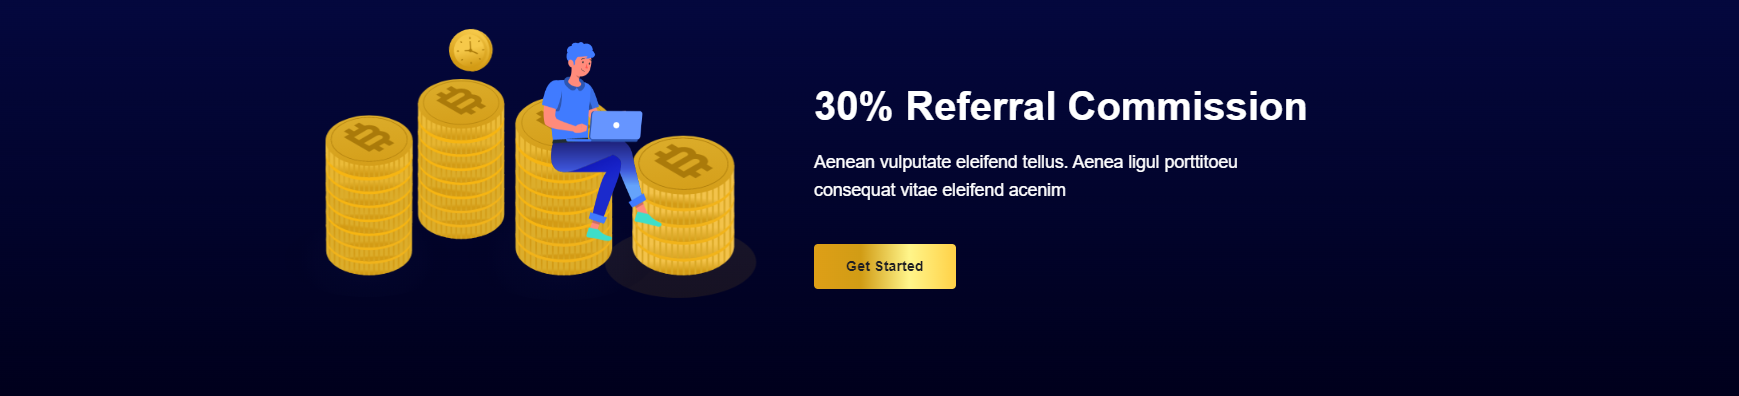 30% Referral Commission
Aenean vulputate eleifend tellus. Aenea ligul porttitoeu
consequat vitae eleifend acenim
Get Started